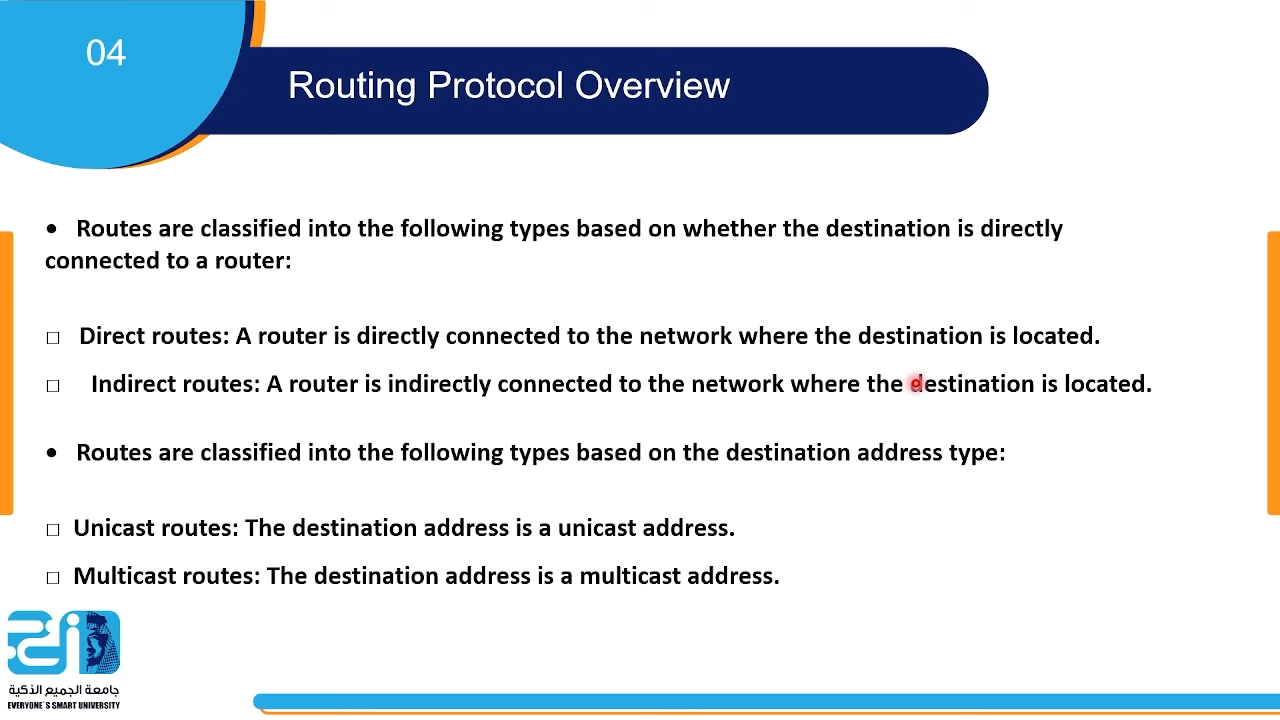 04
Routing Protocol Overview
• Routes are classified into the following types based on whether the destination is directly
connected to a router:
□ Direct routes: A router is directly connected to the network where the destination is located.
□ Indirect routes: A router is indirectly connected to the network where the destination is located.
• Routes are classified into the following types based on the destination address type:
□ Unicast routes: The destination address is a unicast address.
□ Multicast routes: The destination address is a multicast address.
جامعة الجميع الذكية
EVERYONE`S SMART UNIVERSITY